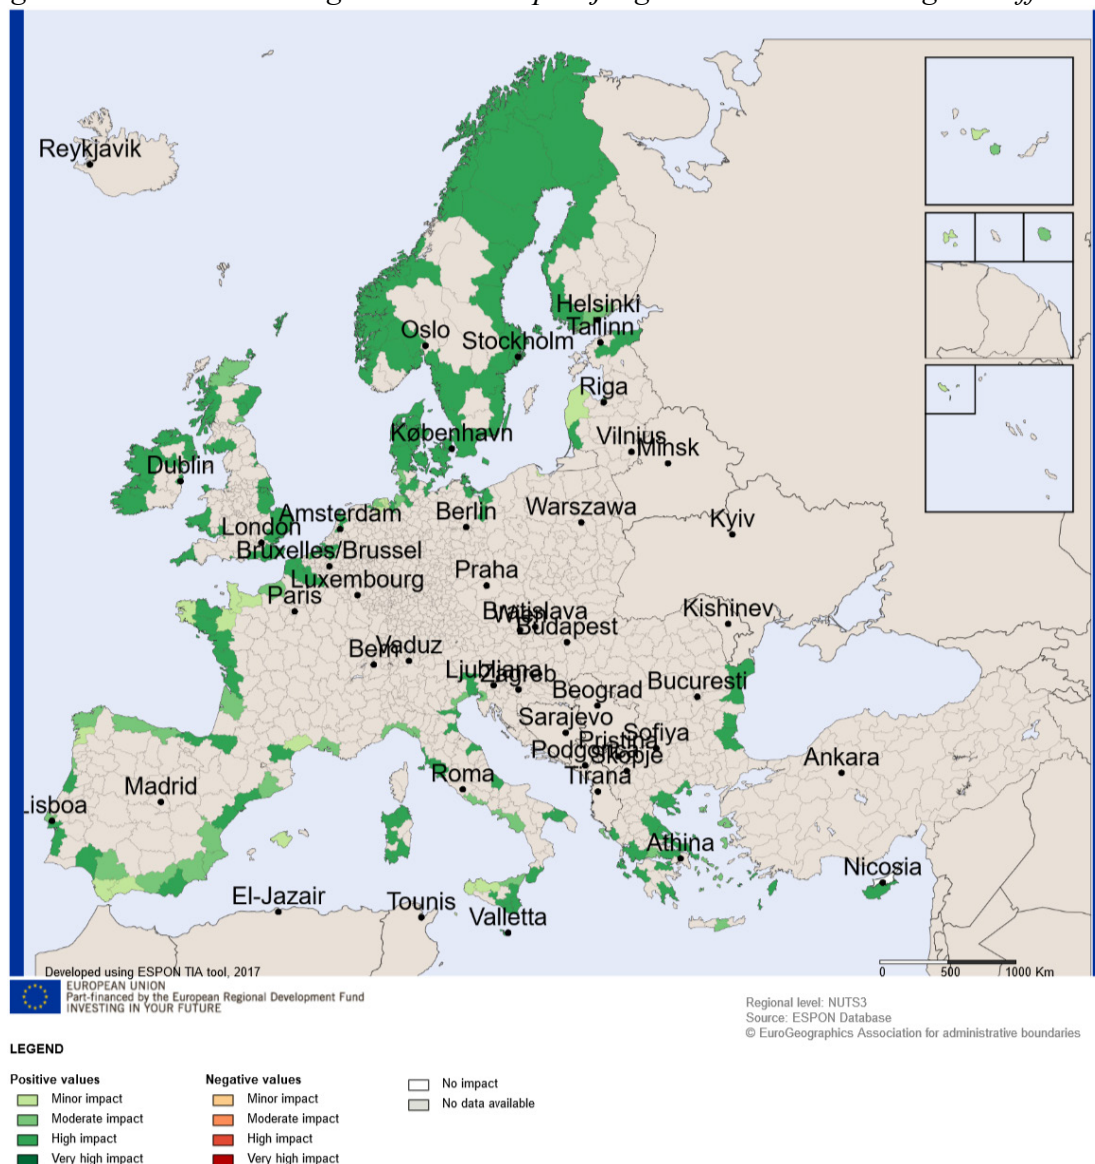 Reykjavik
Oslo
Helsinki
Tallinn
Stockholm
Riga
København
Vilnius
Minsk
Dublin
Amsterdam
Berlin
Warszawa
London
Kyiv
Bruxelles/Brussel
Luxembourg
Praha
Paris
Bratislava
Wien
Kishinev
Budapest
Bern
Vaduz
Ljubljana
Zagreb
Beograd
Bucuresti
Sarajevo
Sofiya
Pristina
Podgorica
Skopje
Ankara
Roma
Tirana
Madrid
Lisboa
Athina
Nicosia
El-Jazair
Tounis
Valletta
Developed using ESPON TIA tool, 2017
0 500 1000 Km
EUROPEAN UNION
Part-financed by the European Regional Development Fund
INVESTING IN YOUR FUTURE
Regional level: NUTS3
Source: ESPON Database
© EuroGeographics Association for administrative boundaries
LEGEND
Positive values
Minor impact
Moderate impact
High impact
Very high impact
Negative values
Minor impact
Moderate impact
High impact
Very high impact
No impact
No data available